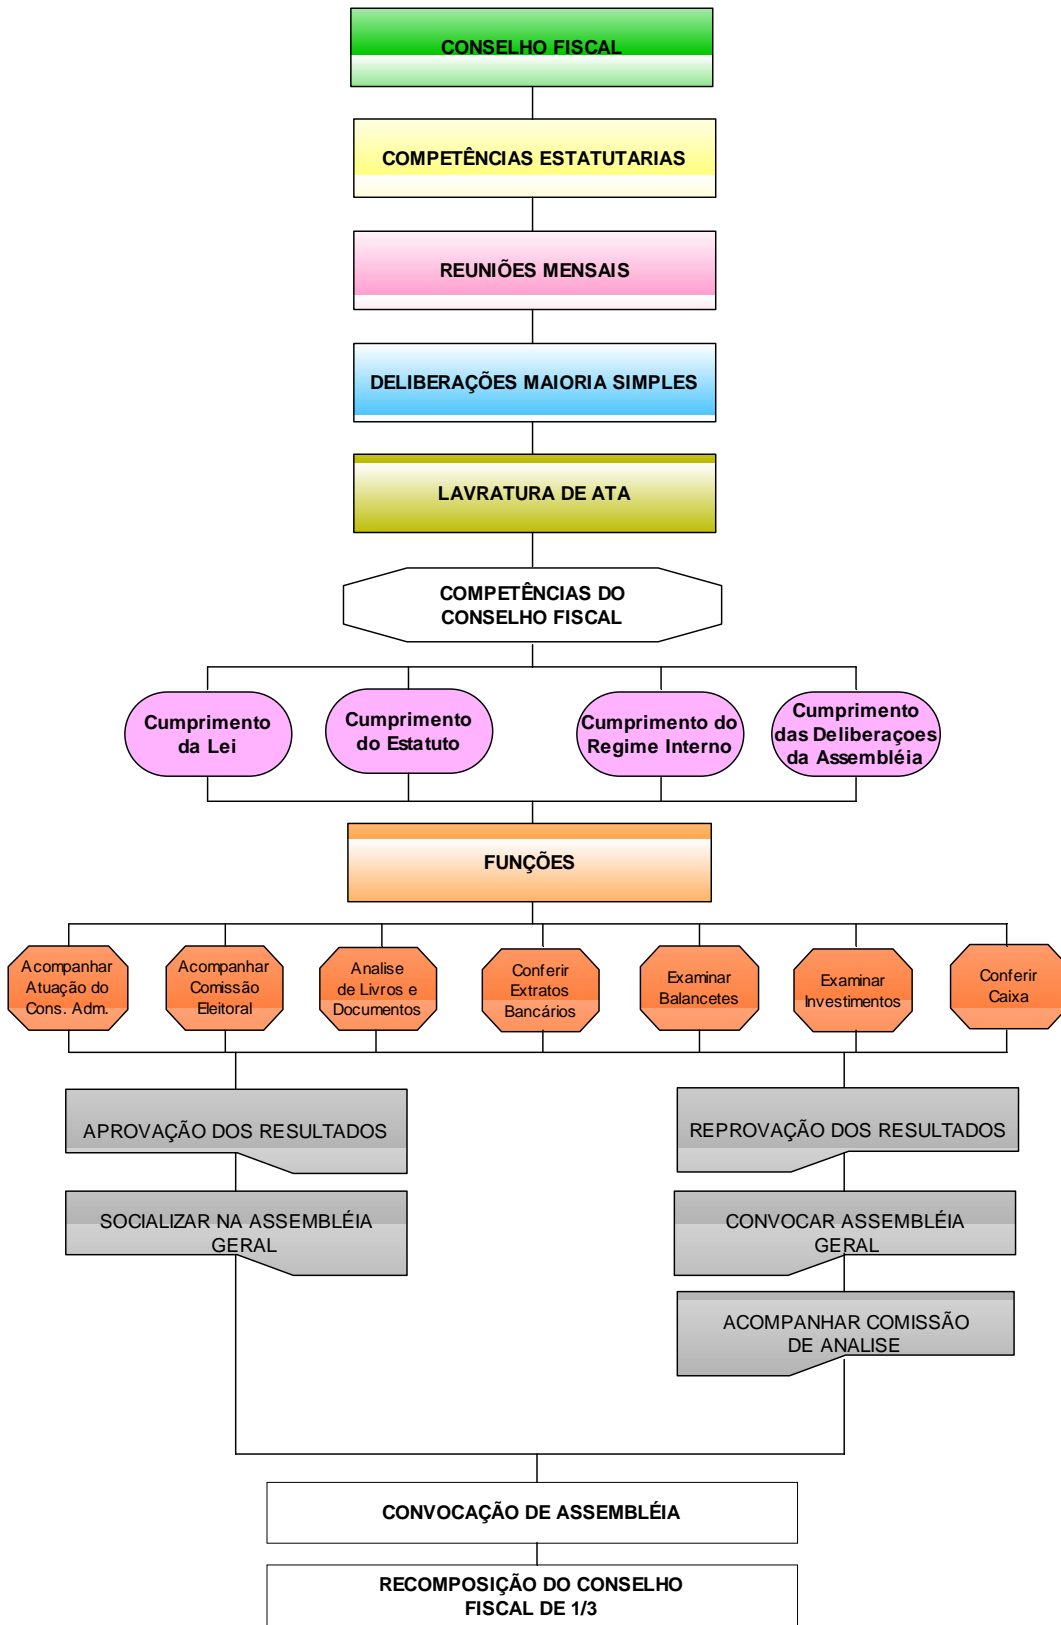 CONSELHO FISCAL
COMPETÊNCIAS ESTATUTARIAS
REUNIÕES MENSAIS
DELIBERAÇÕES MAIORIA SIMPLES
LAVRATURA DE ATA
COMPETÊNCIAS DO
CONSELHO FISCAL
Cumprimento
da Lei
Cumprimento
do Estatuto
Cumprimento do
Regime Interno
Cumprimento
das Deliberaçoes
da Assembléia
FUNÇÕES
Acompanhar
Atuação do
Cons. Adm.
Acompanhar
Comissão
Eleitoral
Analise
de Livros e
Documentos
Conferir
Extratos
Bancários
Examinar
Balancetes
Examinar
Investimentos
Conferir
Caixa
APROVAÇÃO DOS RESULTADOS
REPROVAÇÃO DOS RESULTADOS
SOCIALIZAR NA ASSEMBLÉIA
GERAL
CONVOCAR ASSEMBLÉIA
GERAL
ACOMPANHAR COMISSÃO
DE ANALISE
CONVOCAÇÃO DE ASSEMBLÉIA
RECOMPOSIÇÃO DO CONSELHO
FISCAL DE 1/3